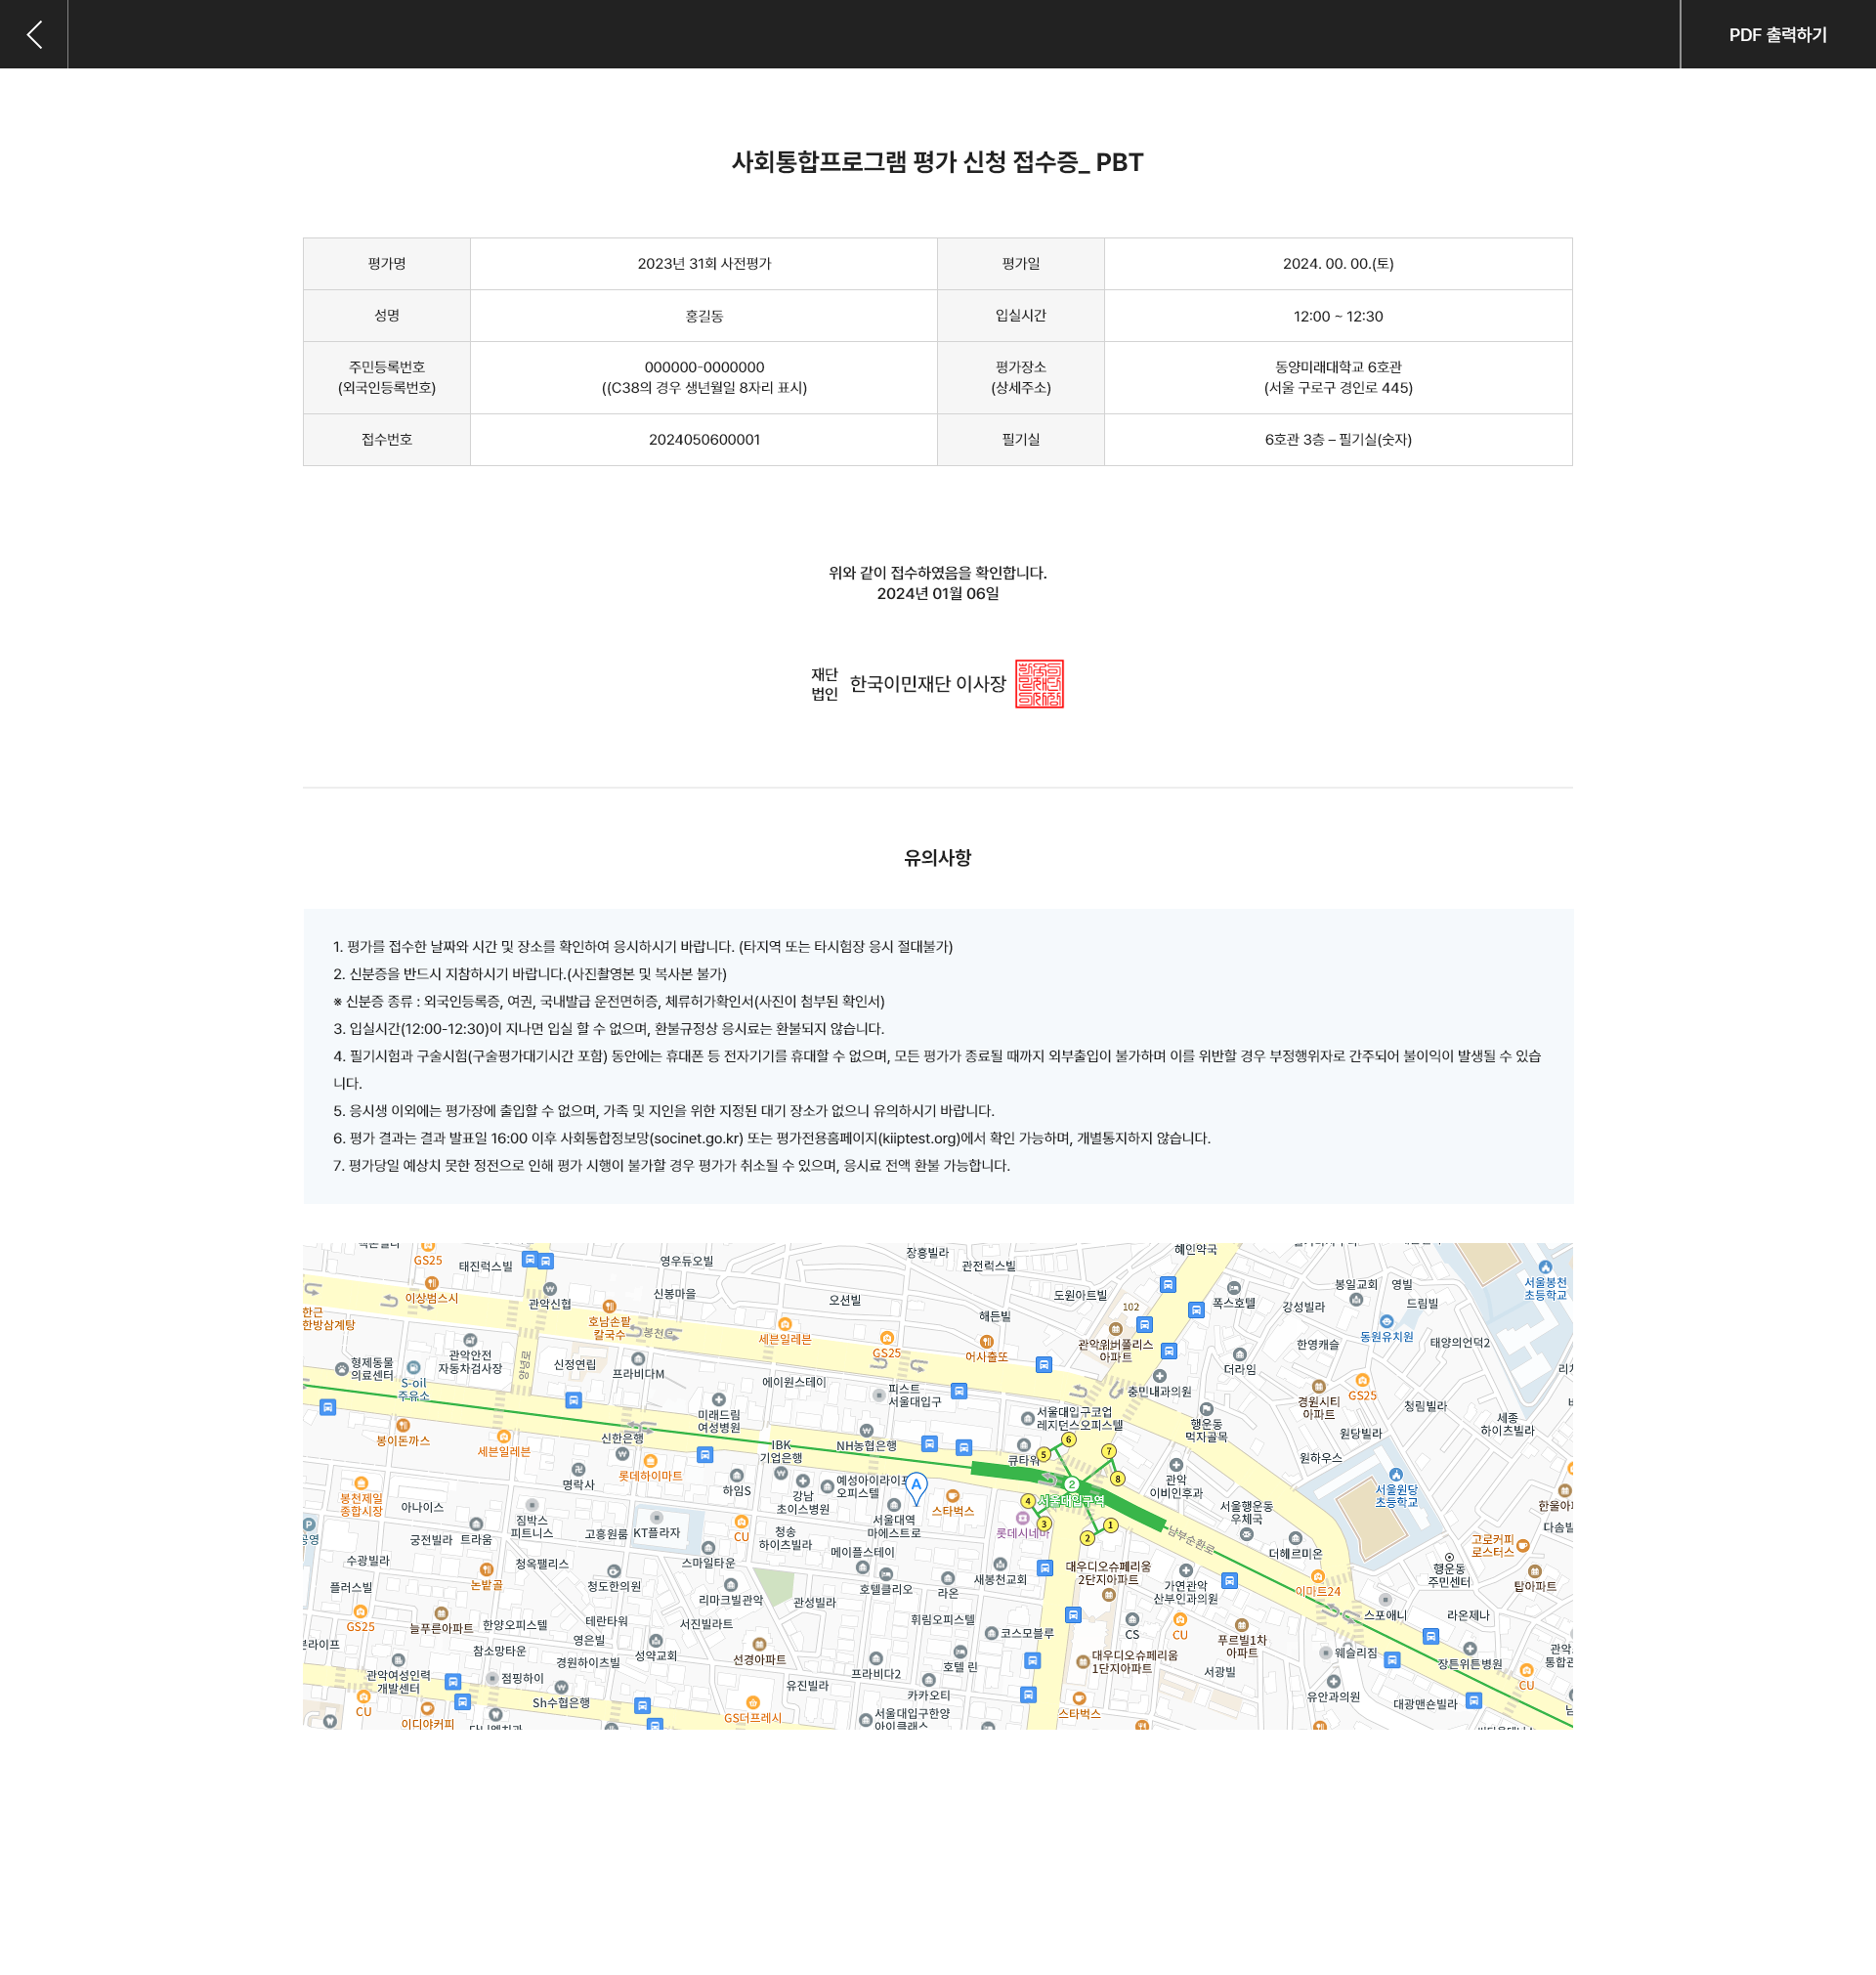 PDF 출력하기
사회통합프로그램 평가 신청 접수증_ PBT
평가명 2023년 31회 사전평가 평가일 2024. 00. 00.(토)
성명 홍길동 입실시간 12:00 ~ 12:30
주민등록번호 000000-0000000 평가장소 동양미래대학교 6호관
(외국인등록번호) ((C38의 경우 생년월일 8자리 표시) (상세주소) (서울 구로구 경인로 445)
접수번호 2024050600001 필기실 6호관 3층 – 필기실(숫자)
위와 같이 접수하였음을 확인합니다.
2024년 01월 06일
재단
법인
한국이민재단 이사장
유의사항
1. 평가를 접수한 날짜와 시간 및 장소를 확인하여 응시하시기 바랍니다. (타지역 또는 타시험장 응시 절대불가)
2. 신분증을 반드시 지참하시기 바랍니다.(사진촬영본 및 복사본 불가)
※ 신분증 종류 : 외국인등록증, 여권, 국내발급 운전면허증, 체류허가확인서(사진이 첨부된 확인서)
3. 입실시간(12:00-12:30)이 지나면 입실 할 수 없으며, 환불규정상 응시료는 환불되지 않습니다.
4. 필기시험과 구술시험(구술평가대기시간 포함) 동안에는 휴대폰 등 전자기기를 휴대할 수 없으며, 모든 평가가 종료될 때까지 외부출입이 불가하며 이를 위반할 경우 부정행위자로 간주되어 불이익이 발생될 수 있습
니다.
5. 응시생 이외에는 평가장에 출입할 수 없으며, 가족 및 지인을 위한 지정된 대기 장소가 없으니 유의하시기 바랍니다.
6. 평가 결과는 결과 발표일 16:00 이후 사회통합정보망(socinet.go.kr) 또는 평가전용홈페이지(kiiptest.org)에서 확인 가능하며, 개별통지하지 않습니다.
7. 평가당일 예상치 못한 정전으로 인해 평가 시행이 불가할 경우 평가가 취소될 수 있으며, 응시료 전액 환불 가능합니다.
GS25
태진럭스빌
영우듀오빌
장흥빌라
관전럭스빌
혜인약국
서울봉천
초등학교
이상범스시
관악신협
신봉마을
오션빌
도원아트빌
102
폭스호텔
강성빌라
봉일교회
영빌
드림빌
한방삼계탕
호남손팥
칼국수
봉천로
세븐일레븐
GS25
해든빌
어사출또
관악위버폴리스
아파트
한영캐슬
동원유치원
태양의언덕2
형제동물
의료센터
관악안전
자동차검사장
양녕로
신정연립
프라비다M
에이원스테이
피스트
서울대입구
충민내과의원
더라임
경원시티
아파트
GS25
청림빌라
세종
하이츠빌라
S-oil
주유소
봉이돈까스
세븐일레븐
신한은행
미래드림
여성병원
IBK
기업은행
NH농협은행
서울대입구코업
레지던스오피스텔
큐타워
행운동
먹자골목
원당빌라
원하우스
봉천제일
종합시장
아나이스
명락사
롯데하이마트
하임S
강남
초이스병원
예성아이라이프
오피스텔
A
스타벅스
서울대입구역
1
2
3
4
5
6
7
8
2
관악
이비인후과
서울행운동
우체국
서울원당
초등학교
궁전빌라
트라움
짐박스
피트니스
고흥원룸
KT플라자
CU
청송
하이츠빌라
서울대역
마에스트로
롯데시네마
남부순환로
더헤르미온
고로커피
로스터스
수광빌라
플러스빌
논밭골
청옥팰리스
청도한의원
스마일타운
리마크빌관악
관성빌라
메이플스테이
호텔클리오
라온
새봉천교회
대우디오슈페리움
2단지아파트
가연관악
산부인과의원
이마트24
행운동
주민센터
탑아파트
GS25
늘푸른아파트
한양오피스텔
테란타워
서진빌라트
휘림오피스텔
코스모블루
CS
CU
푸르빌1차
아파트
스포애니
라온제나
참소망타운
영은빌
경원하이츠빌
성약교회
선경아파트
프라비다2
호텔 린
대우디오슈페리움
1단지아파트
서광빌
웨슬리짐
장튼위튼병원
관악여성인력
개발센터
점핑하이
Sh수협은행
유진빌라
카카오티
유안과의원
대광맨숀빌라
CU
CU
이디야커피
GS더프레시
서울대입구한양
아이클래스
스타벅스